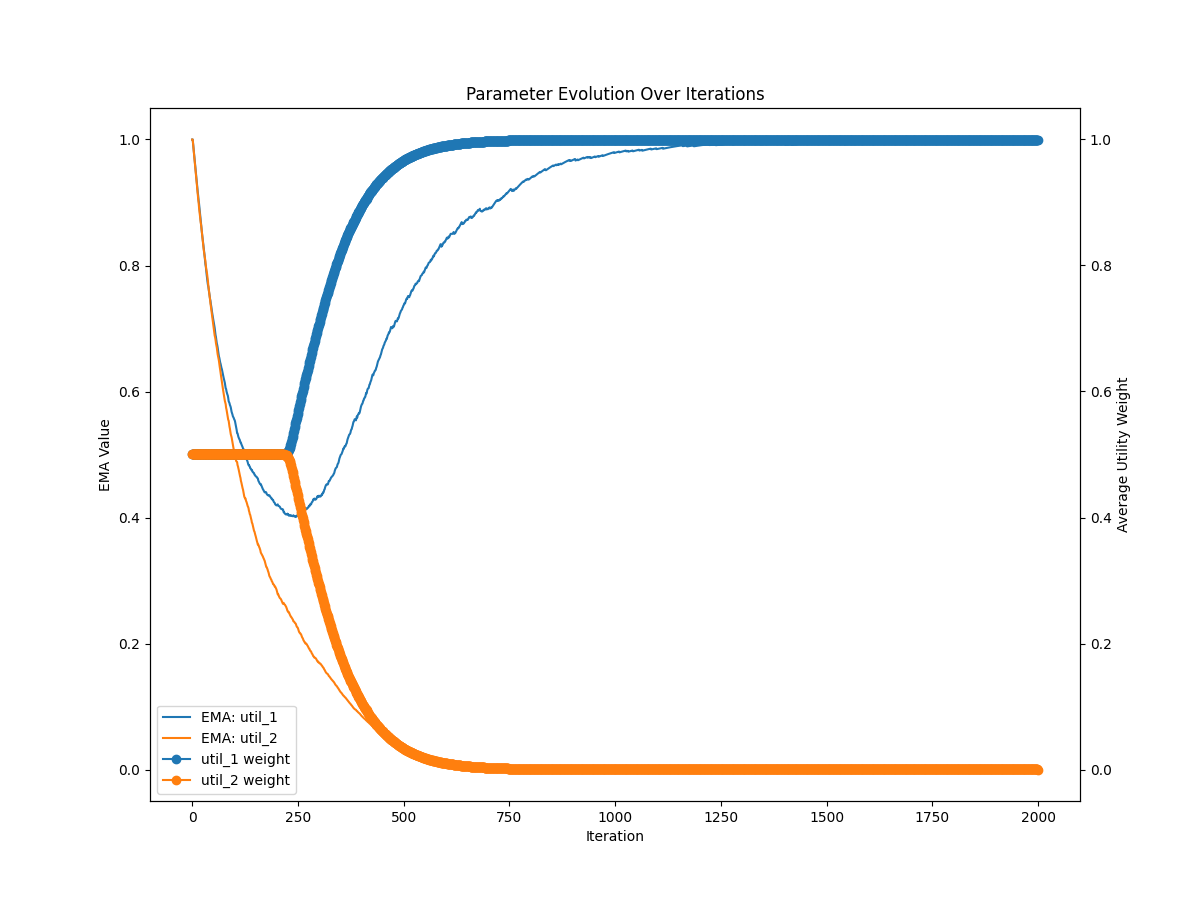 Parameter Evolution Over Iterations
1.0
0.8
0.6
0.4
0.2
0.0
EMA Value
1.0
0.8
0.6
0.4
0.2
0.0
Average Utility Weight
EMA: util_1
EMA: util_2
util_1 weight
util_2 weight
0 250 500 750 1000 1250 1500 1750 2000
Iteration